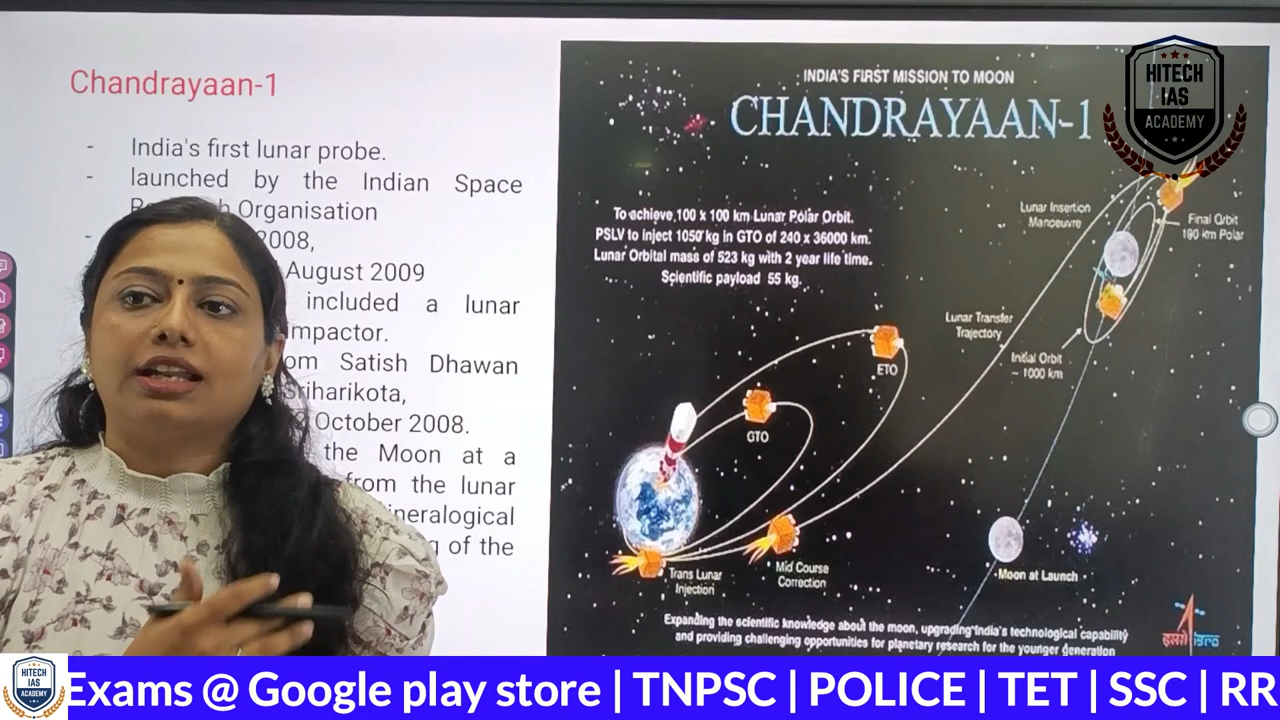 Chandrayaan-1
- India's first lunar probe.
- launched by the Indian Space
Organisation
2008,
August 2009
included a lunar
impactor.
Satish Dhawan
Sriharikota,
October 2008.
the Moon at a
from the lunar
of the
INDIA'S FIRST MISSION TO MOON
CHANDRAYAAN-1
To achieve 100 x 100 km Lunar Polar Orbit.
PSLV to inject 1050 kg in GTO of 240 x 36000 km.
Lunar Orbital mass of 523 kg with 2 year life time.
Scientific payload 55 kg.
Lunar Insertion
Manoeuvre
Final Orbit
100 km Polar
Lunar Transfer
Trajectory
Initial Orbit
~ 1000 km
ETO
GTO
Mid Course
Correction
Trans Lunar
Injection
Moon at Launch
Expanding the scientific knowledge about the moon, upgrading India's technological capability
and providing challenging opportunities for planetary research for the younger generation
इसरो isro
HITECH
IAS
ACADEMY
HITECH
IAS
ACADEMY
Exams @ Google play store | TNPSC | POLICE | TET | SSC | RR